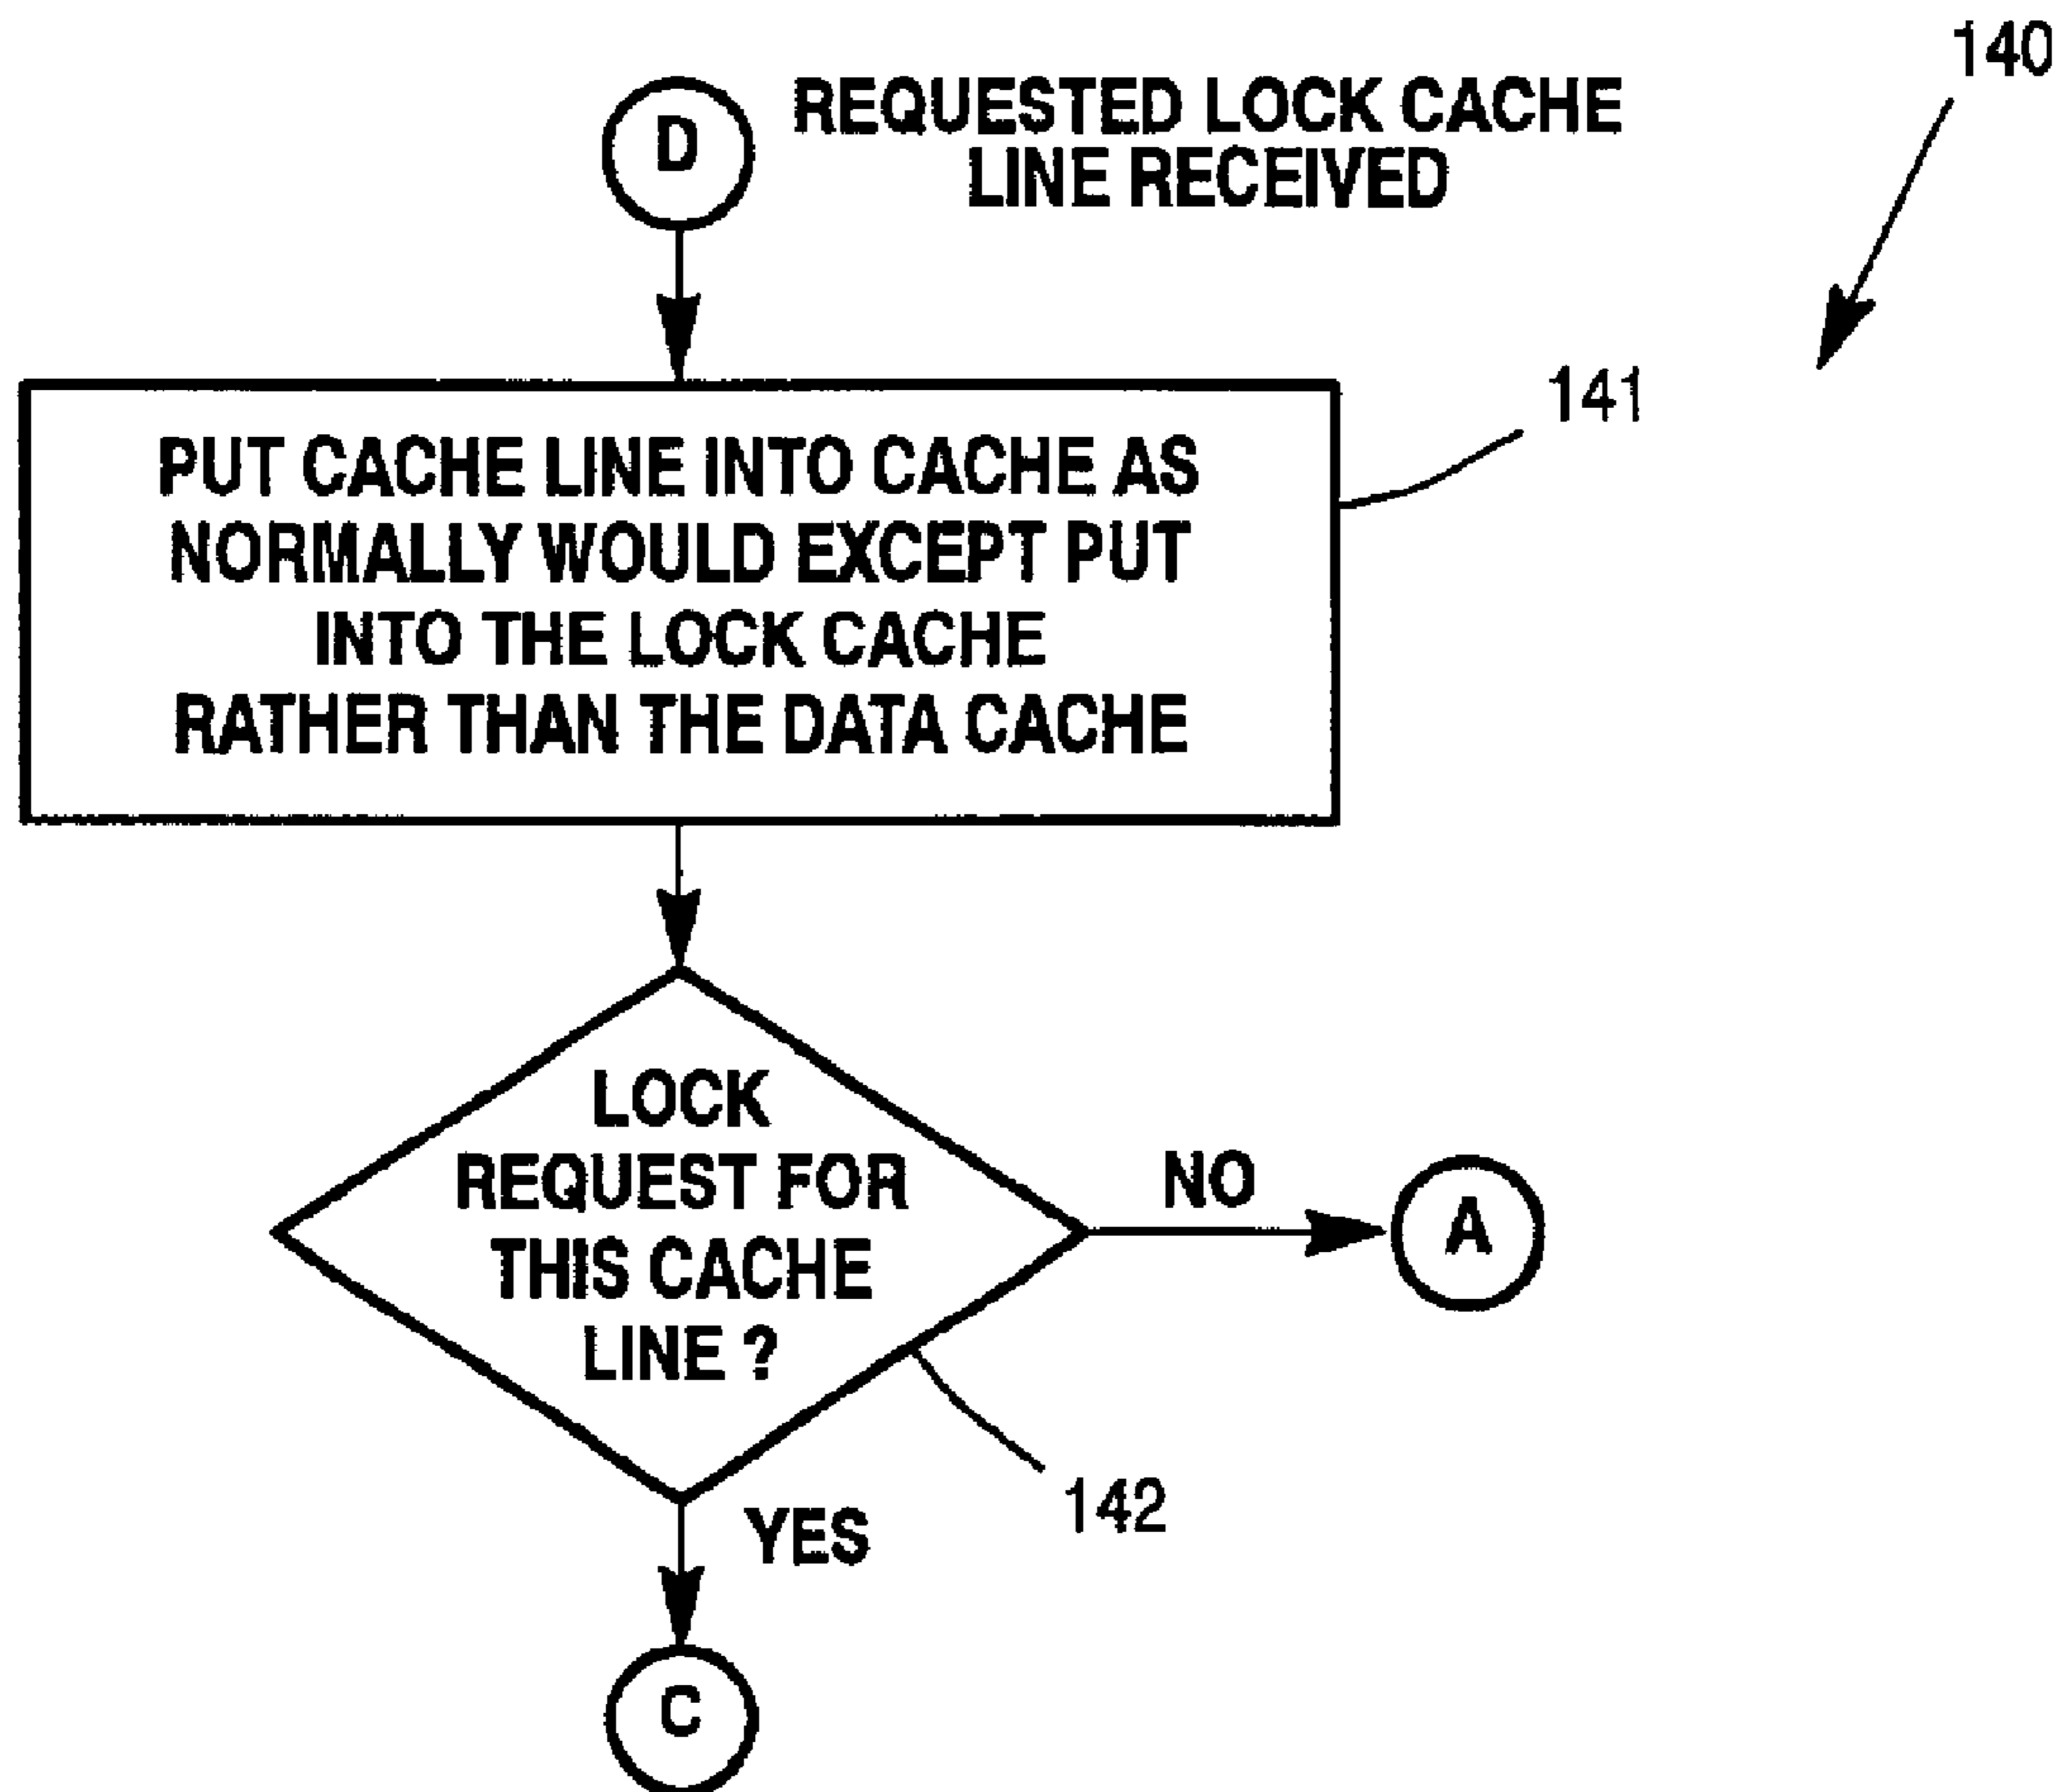 140
D
REQUESTED LOCK CACHE
LINE RECEIVED
141
PUT CACHE LINE INTO CACHE AS
NORMALLY WOULD EXCEPT PUT
INTO THE LOCK CACHE
RATHER THAN THE DATA CACHE
LOCK
REQUEST FOR
THIS CACHE
LINE ?
NO
A
142
YES
C